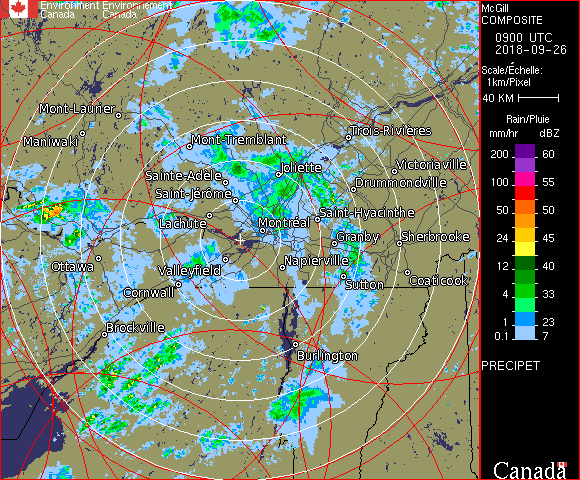 Environment Environnement
Canada Canada
McGill
COMPOSITE
0900 UTC
2018-09-26
Scale/Échelle:
1km/Pixel
40 KM
Rain/Pluie
mm/hr dBZ
200 60
100 55
50 50
24 45
12 40
4 33
1 23
0.1 7
PRECIPET
Canada
Mont-Laurier
Maniwaki
Mont-Tremblant
Trois-Rivières
Joliette
Victoriaville
Sainte-Adèle
Drummondville
Saint-Jérôme
Saint-Hyacinthe
Lachute
Montréal
Granby
Sherbrooke
Ottawa
Valleyfield
Napierville
Coaticook
Cornwall
Sutton
Brockville
Burlington